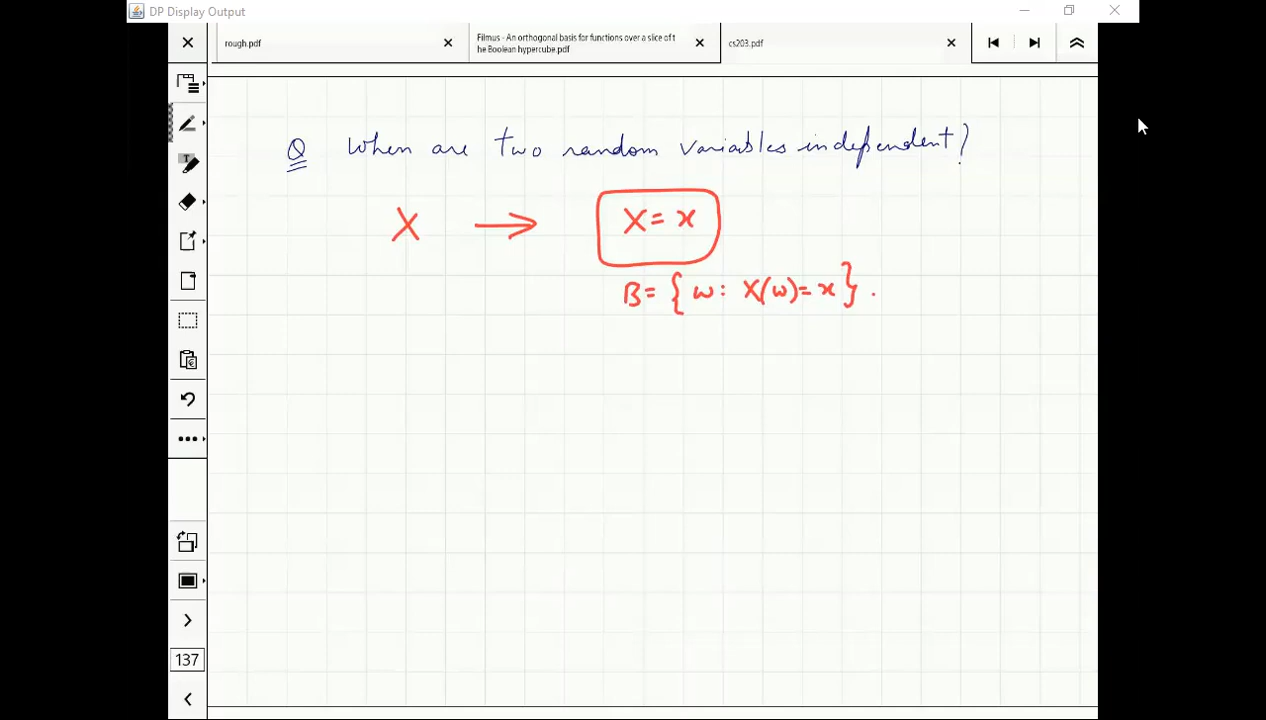 DP Display Output
rough.pdf
Filmus - An orthogonal basis for functions over a slice of t
he Boolean hypercube.pdf
cs203.pdf
Q When are two random variables independent?
X → X = x
B = { w : X(w) = x } .
137